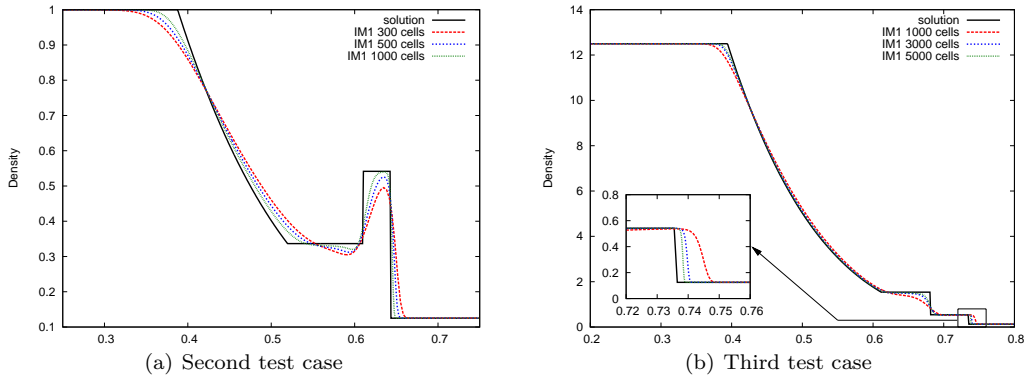 1
0.9
0.8
0.7
0.6
0.5
0.4
0.3
0.2
0.1
Density
solution
IM1 300 cells
IM1 500 cells
IM1 1000 cells
0.3 0.4 0.5 0.6 0.7
(a) Second test case
14
12
10
8
6
4
2
0
Density
solution
IM1 1000 cells
IM1 3000 cells
IM1 5000 cells
0.8
0.6
0.4
0.2
0
0.72 0.73 0.74 0.75 0.76
0.2 0.3 0.4 0.5 0.6 0.7 0.8
(b) Third test case